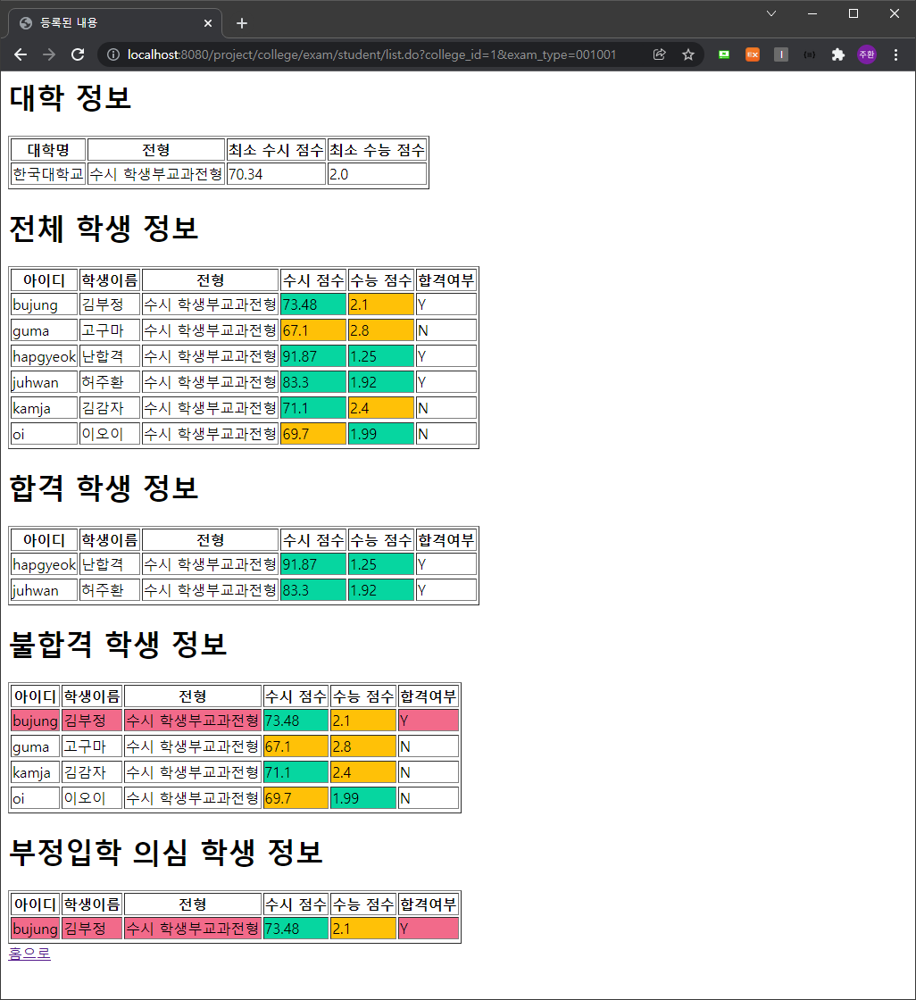 등록된 내용
localhost:8080/project/college/exam/student/list.do?college_id=1&exam_type=001001 EX I 주환
대학 정보
대학명 전형 최소 수시 점수 최소 수능 점수
한국대학교 수시 학생부교과전형 70.34 2.0
전체 학생 정보
아이디 학생이름 전형 수시 점수 수능 점수 합격여부
bujung 김부정 수시 학생부교과전형 73.48 2.1 Y
guma 고구마 수시 학생부교과전형 67.1 2.8 N
hapgyeok 난합격 수시 학생부교과전형 91.87 1.25 Y
juhwan 허주환 수시 학생부교과전형 83.3 1.92 Y
kamja 김감자 수시 학생부교과전형 71.1 2.4 N
oi 이오이 수시 학생부교과전형 69.7 1.99 N
합격 학생 정보
아이디 학생이름 전형 수시 점수 수능 점수 합격여부
hapgyeok 난합격 수시 학생부교과전형 91.87 1.25 Y
juhwan 허주환 수시 학생부교과전형 83.3 1.92 Y
불합격 학생 정보
아이디 학생이름 전형 수시 점수 수능 점수 합격여부
bujung 김부정 수시 학생부교과전형 73.48 2.1 Y
guma 고구마 수시 학생부교과전형 67.1 2.8 N
kamja 김감자 수시 학생부교과전형 71.1 2.4 N
oi 이오이 수시 학생부교과전형 69.7 1.99 N
부정입학 의심 학생 정보
아이디 학생이름 전형 수시 점수 수능 점수 합격여부
bujung 김부정 수시 학생부교과전형 73.48 2.1 Y
홈으로